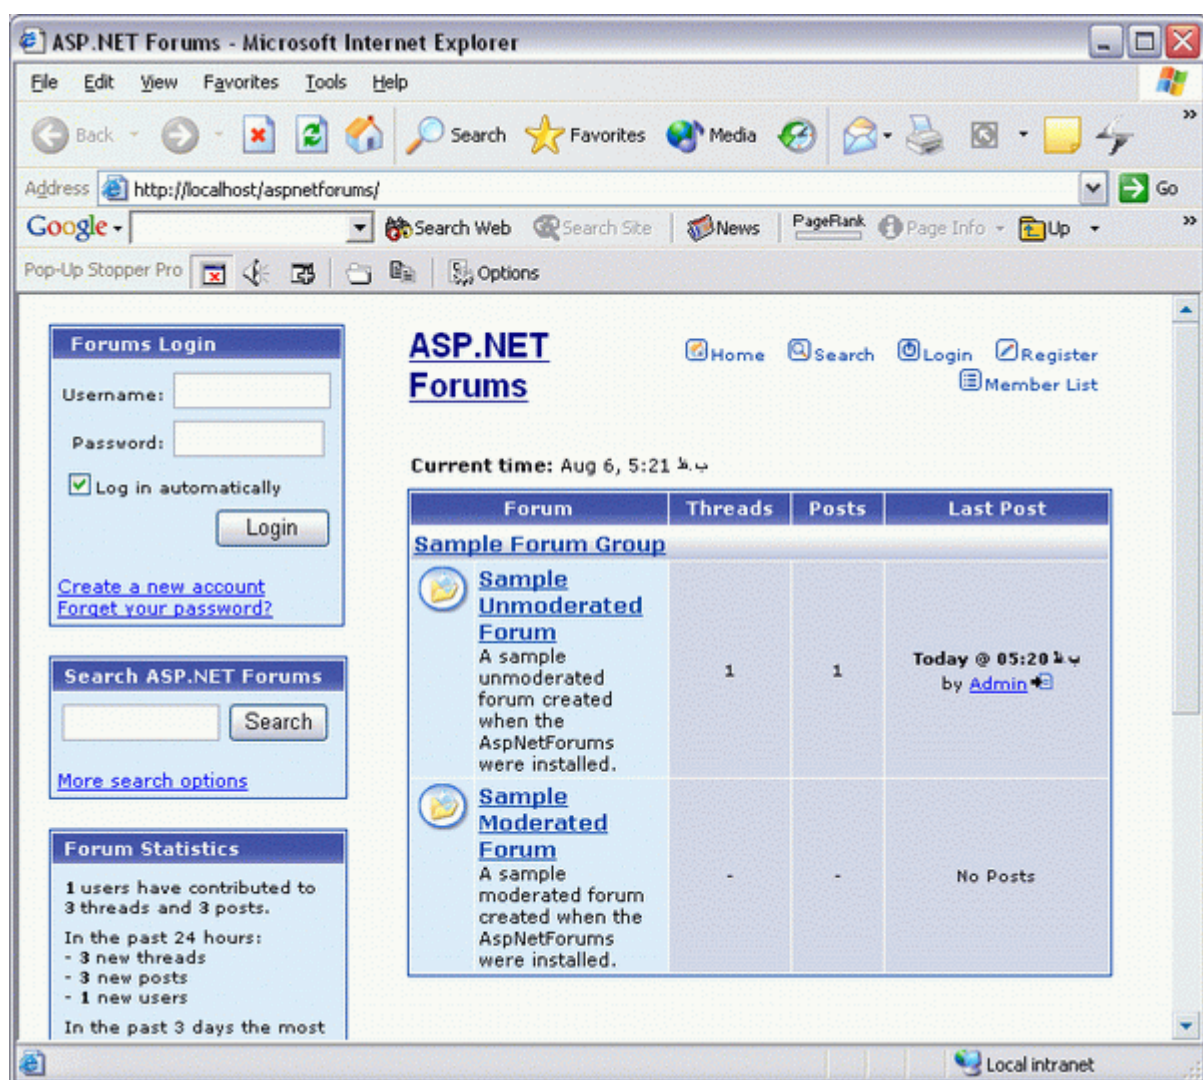 ASP.NET Forums - Microsoft Internet Explorer
File Edit View Favorites Tools Help
Back Search Favorites Media
Address http://localhost/aspnetforums/ Go
Google Search Web Search Site News PageRank Page Info Up
Pop-Up Stopper Pro Options
Forums Login
Username:
Password:
Log in automatically
Login
Create a new account
Forget your password?
Search ASP.NET Forums
Search
More search options
Forum Statistics
1 users have contributed to
3 threads and 3 posts.
In the past 24 hours:
- 3 new threads
- 3 new posts
- 1 new users
In the past 3 days the most
ASP.NET
Forums
Home Search Login Register
Member List
Current time: Aug 6, 5:21 ب.ظ
Forum Threads Posts Last Post
Sample Forum Group
Sample
Unmoderated
Forum
A sample
unmoderated
forum created
when the
AspNetForums
were installed.
1 1
Today @ 05:20 ب.ظ
by Admin
Sample
Moderated
Forum
A sample
moderated forum
created when the
AspNetForums
were installed.
- - No Posts
Local intranet